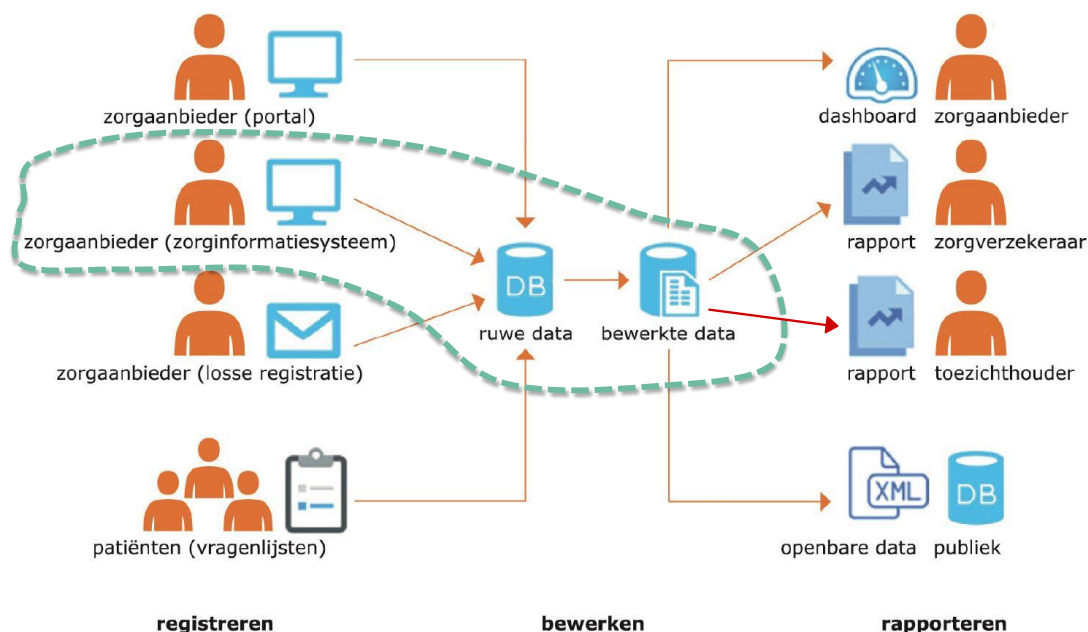 zorgaanbieder (portal)
dashboard zorgaanbieder
zorgaanbieder (zorginformatiesysteem)
rapport zorgverzekeraar
DB
ruwe data
bewerkte data
zorgaanbieder (losse registratie)
rapport toezichthouder
patiënten (vragenlijsten)
XML
DB
openbare data publiek
registreren bewerken rapporteren